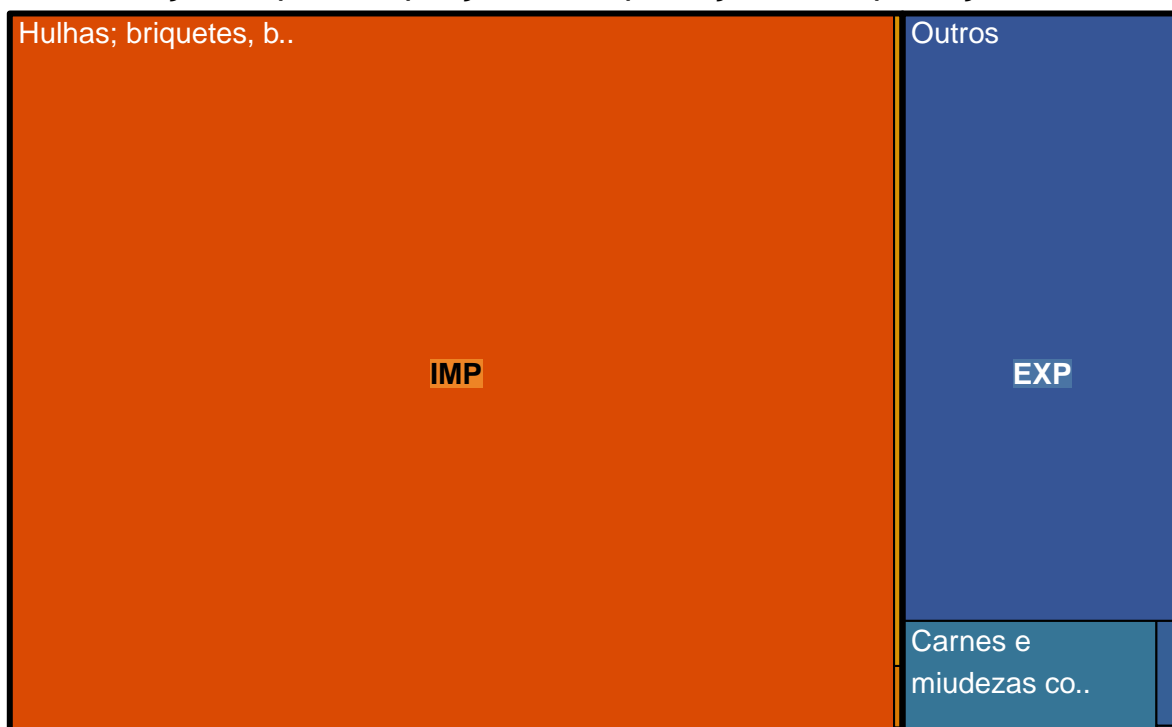 Hulhas; briquetes, b..
Outros
IMP
EXP
Carnes e
miudezas co..